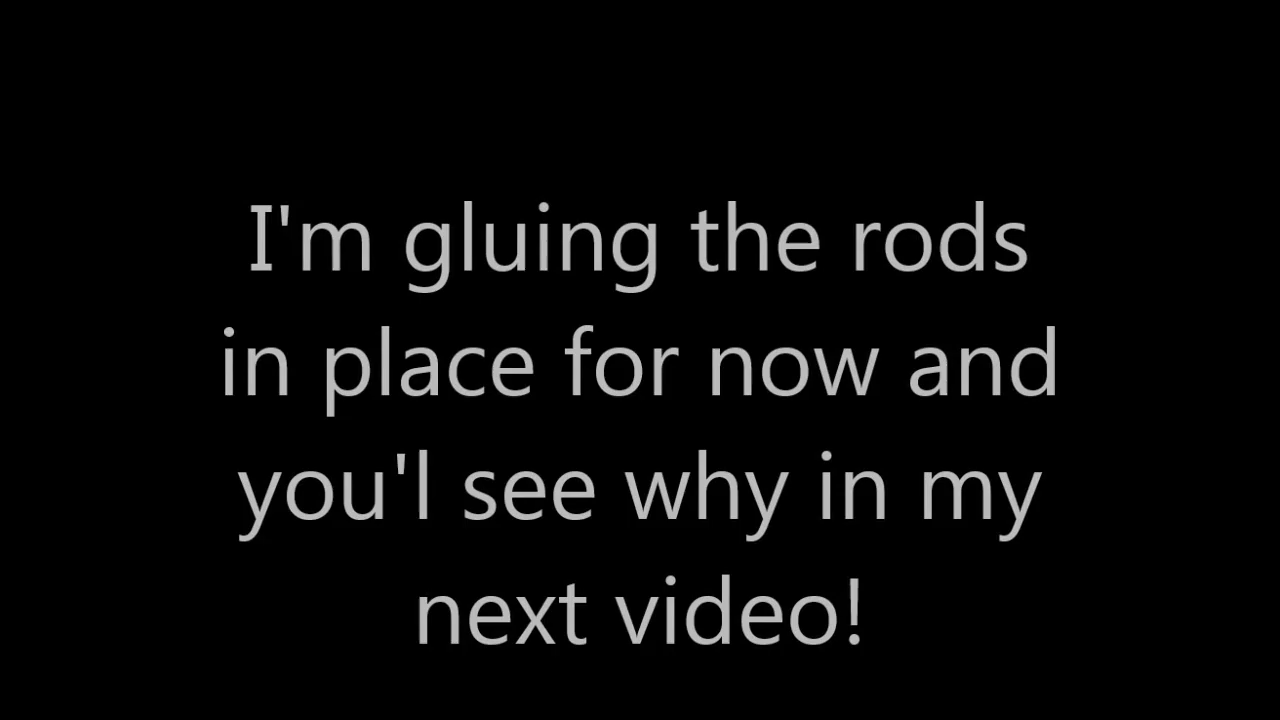 I'm gluing the rods
in place for now and
you'l see why in my
next video!